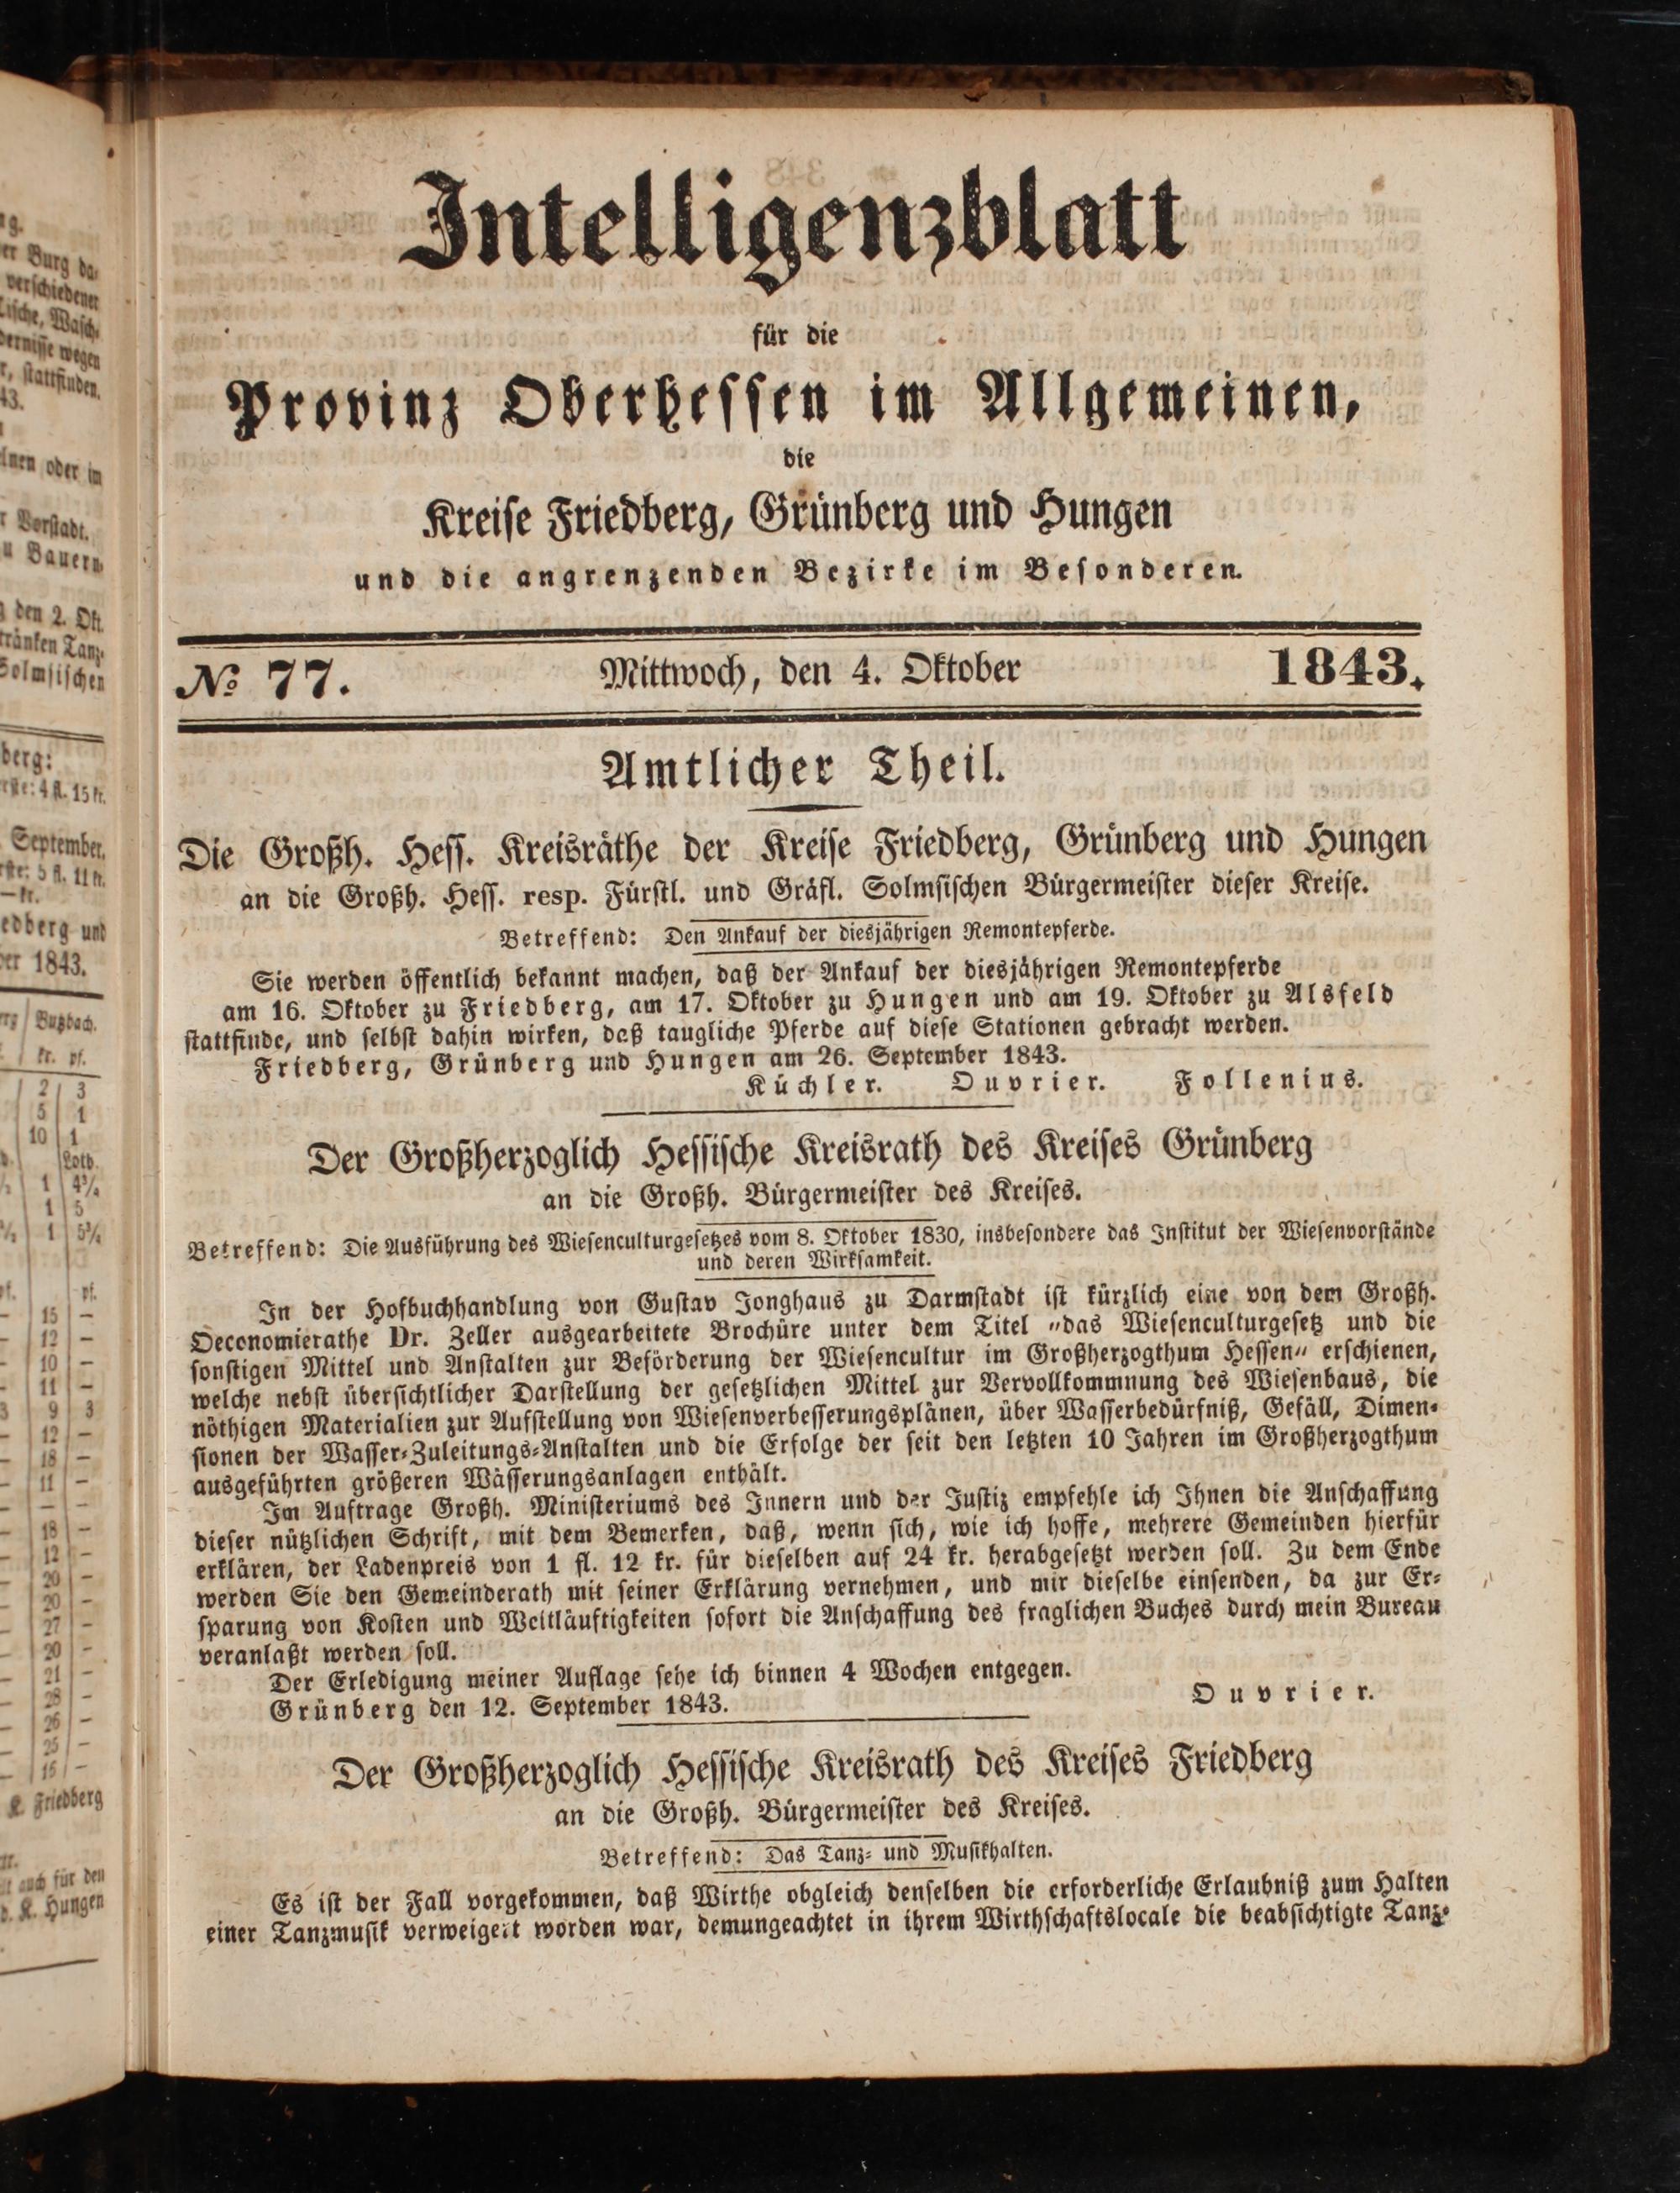 Intelligenzblatt
für die
Provinz Oberhessen im Allgemeinen,
die
Kreise Friedberg, Grünberg und Hungen
und die angrenzenden Bezirke im Besonderen.
№ 77.
Mittwoch, den 4. Oktober
1843.
Amtlicher Theil.
Die Großh. Hess. Kreisräthe der Kreise Friedberg, Grünberg und Hungen
an die Großh. Hess. resp. Fürstl. und Gräfl. Solmsischen Bürgermeister dieser Kreise.
Betreffend: Den Ankauf der diesjährigen Remontepferde.
Sie werden öffentlich bekannt machen, daß der Ankauf der diesjährigen Remontepferde
am 16. Oktober zu Friedberg, am 17. Oktober zu Hungen und am 19. Oktober zu Alsfeld
stattfinde, und selbst dahin wirken, daß taugliche Pferde auf diese Stationen gebracht werden.
Friedberg, Grünberg und Hungen am 26. September 1843.
Küchler. Ouvrier. Follenius.
Der Großherzoglich Hessische Kreisrath des Kreises Grünberg
an die Großh. Bürgermeister des Kreises.
Betreffend: Die Ausführung des Wiesenculturgesetzes vom 8. Oktober 1830, insbesondere das Institut der Wiesenvorstände
und deren Wirksamkeit.
In der Hofbuchhandlung von Gustav Jonghaus zu Darmstadt ist kürzlich eine von dem Großh.
Oeconomierathe Dr. Zeller ausgearbeitete Brochüre unter dem Titel "das Wiesenculturgesetz und die
sonstigen Mittel und Anstalten zur Beförderung der Wiesencultur im Großherzogthum Hessen" erschienen,
welche nebst übersichtlicher Darstellung der gesetzlichen Mittel zur Vervollkommnung des Wiesenbaus, die
nöthigen Materialien zur Aufstellung von Wiesenverbesserungsplänen, über Wasserbedürfniß, Gefäll, Dimen-
sionen der Wasser-Zuleitungs-Anstalten und die Erfolge der seit den letzten 10 Jahren im Großherzogthum
ausgeführten größeren Wässerungsanlagen enthält.
Im Auftrage Großh. Ministeriums des Innern und der Justiz empfehle ich Ihnen die Anschaffung
dieser nützlichen Schrift, mit dem Bemerken, daß, wenn sich, wie ich hoffe, mehrere Gemeinden hierfür
erklären, der Ladenpreis von 1 fl. 12 kr. für dieselben auf 24 kr. herabgesetzt werden soll. Zu dem Ende
werden Sie den Gemeinderath mit seiner Erklärung vernehmen, und mir dieselbe einsenden, da zur Er-
sparung von Kosten und Weitläuftigkeiten sofort die Anschaffung des fraglichen Buches durch mein Bureau
veranlaßt werden soll.
Der Erledigung meiner Auflage sehe ich binnen 4 Wochen entgegen.
Grünberg den 12. September 1843.
Ouvrier.
Der Großherzoglich Hessische Kreisrath des Kreises Friedberg
an die Großh. Bürgermeister des Kreises.
Betreffend: Das Tanz- und Musikhalten.
Es ist der Fall vorgekommen, daß Wirthe obgleich denselben die erforderliche Erlaubniß zum Halten
einer Tanzmusik verweigert worden war, demungeachtet in ihrem Wirthschaftslocale die beabsichtigte Tanz-